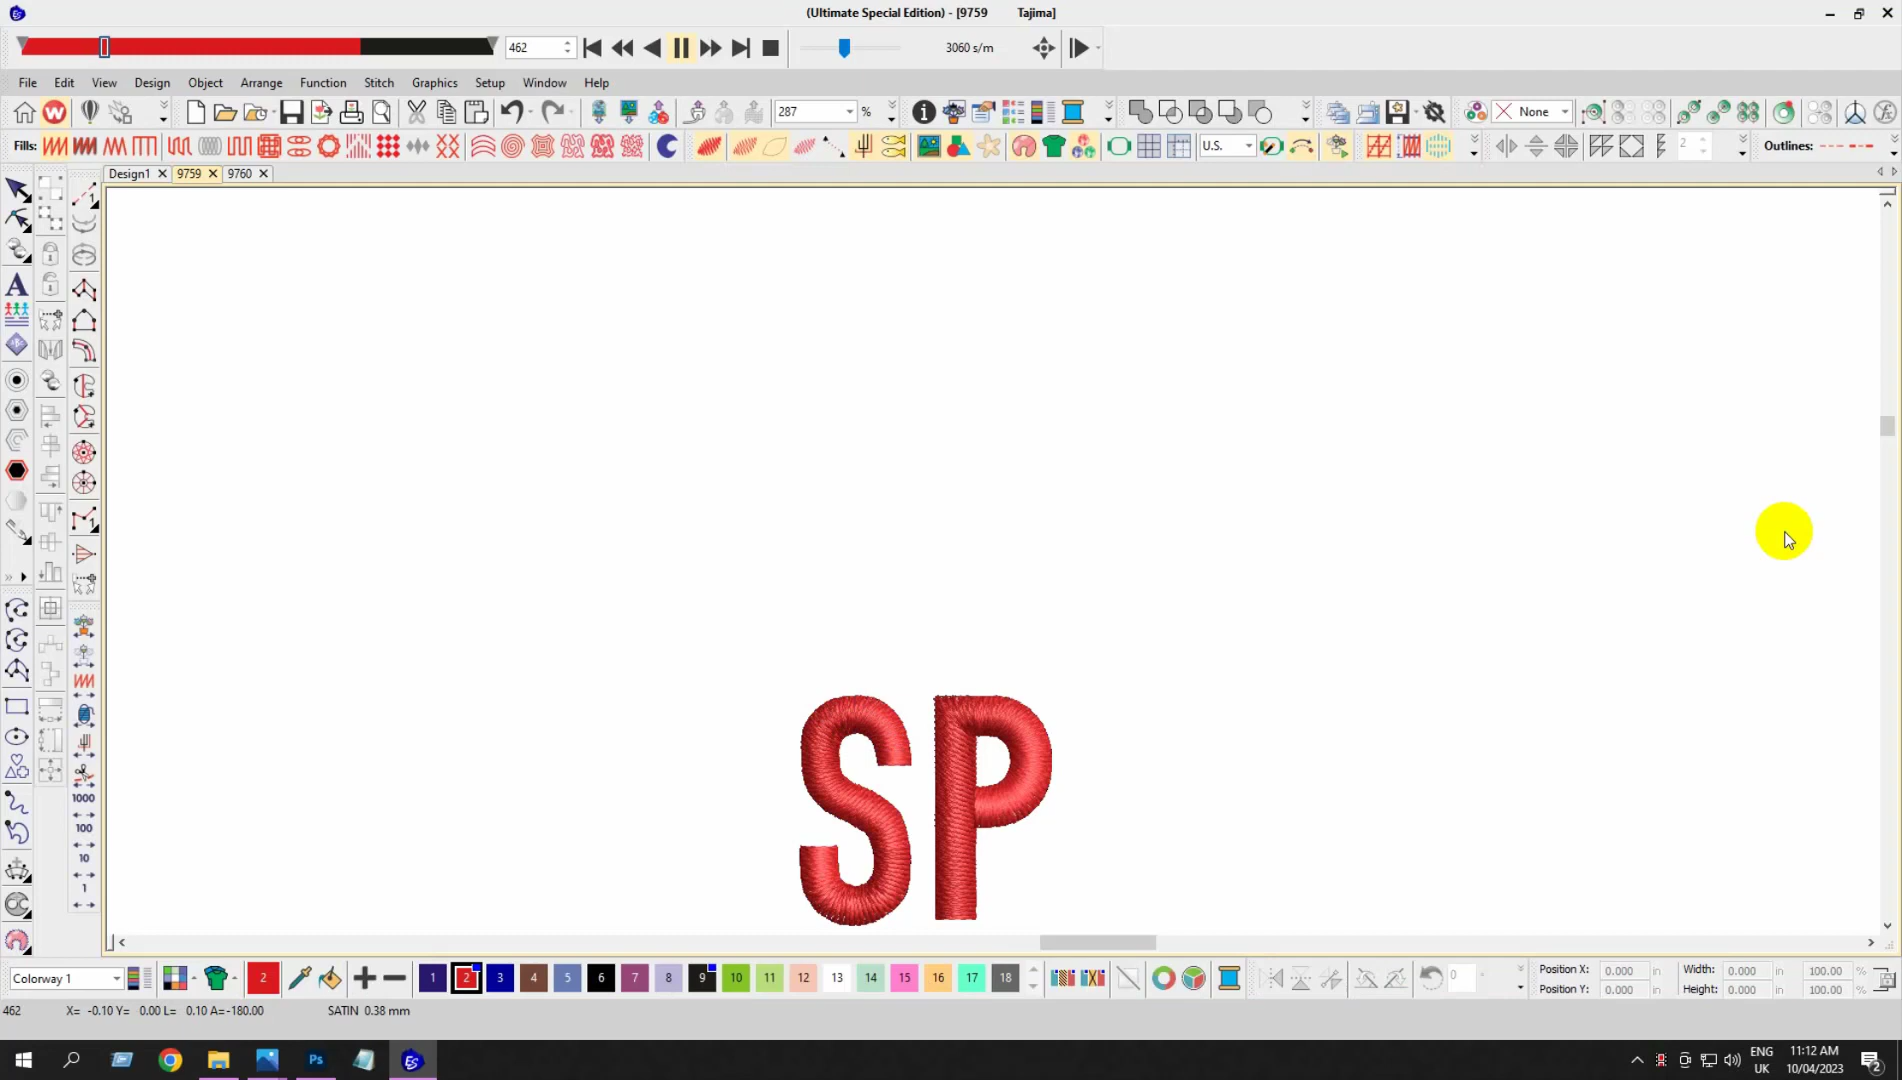 (Ultimate Special Edition) - [9759 Tajima]
462
3060 s/m
File Edit View Design Object Arrange Function Stitch Graphics Setup Window Help
287 %
None
Fills:
U.S.
2
Outlines:
Design1 9759 9760
SP
1000
100
10
1
Colorway 1
2
1 2 3 4 5 6 7 8 9 10 11 12 13 14 15 16 17 18
0
Position X: 0.000 in Width: 0.000 in 100.00 %
Position Y: 0.000 in Height: 0.000 in 100.00 %
462 X= -0.10 Y= 0.00 L= 0.10 A=-180.00 SATIN 0.38 mm
ENG
UK
11:12 AM
10/04/2023
2